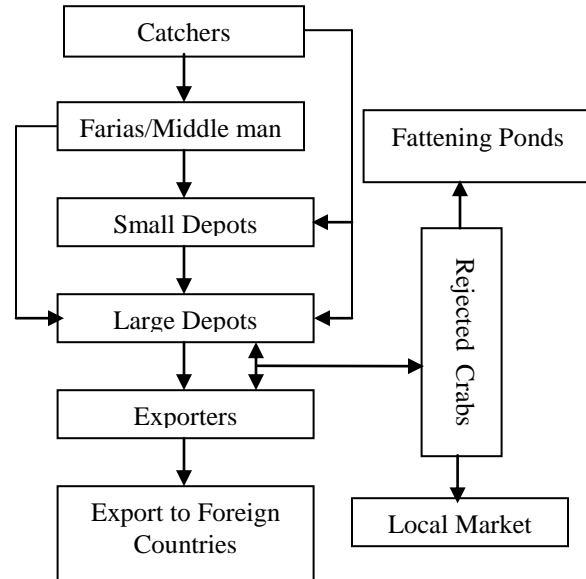 Catchers
Farias/Middle man
Fattening Ponds
Small Depots
Rejected Crabs
Large Depots
Exporters
Export to Foreign
Countries
Local Market